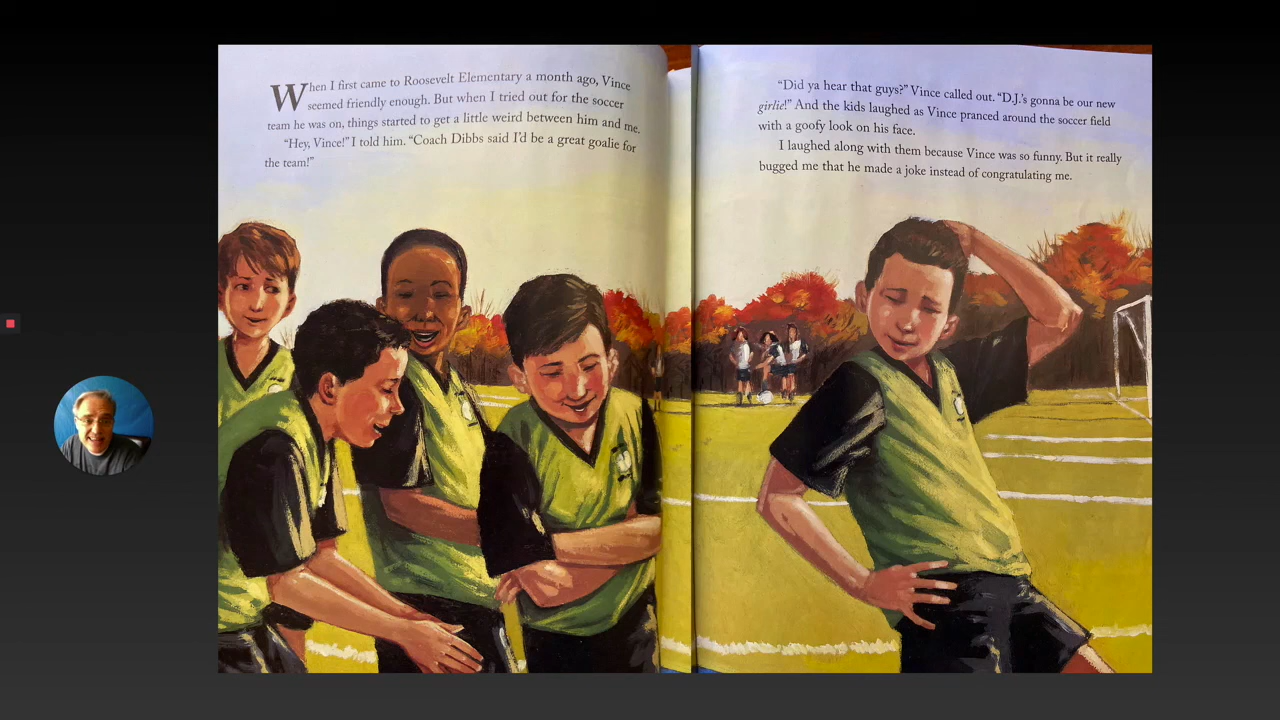 When I first came to Roosevelt Elementary a month ago, Vince
seemed friendly enough. But when I tried out for the soccer
team he was on, things started to get a little weird between him and me.
“Hey, Vince!” I told him. “Coach Dibbs said I’d be a great goalie for
the team!”
“Did ya hear that guys?” Vince called out. “D.J.’s gonna be our new
girlie!” And the kids laughed as Vince pranced around the soccer field
with a goofy look on his face.
I laughed along with them because Vince was so funny. But it really
bugged me that he made a joke instead of congratulating me.